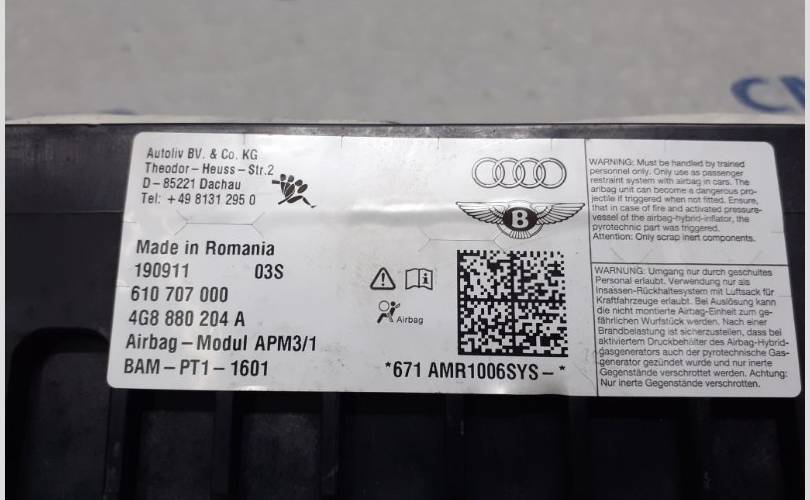 CN
Autoliv BV. & Co. KG
Theodor-Heuss-Str.2
D-85221 Dachau
Tel: +49 8131 295 0
Made in Romania
190911 03S
610 707 000
4G8 880 204 A
Airbag-Modul APM3/1
BAM-PT1-1601
B
Airbag
*671 AMR1006SYS-*
WARNING: Must be handled by trained
personnel only. Only use as passenger
restraint system with airbag in cars. The
airbag unit can become a dangerous pro-
jectile if triggered when not fitted. Ensure,
that in case of fire and activated pressure-
vessel of the airbag-hybrid-inflator, the
pyrotechnic part was triggered.
Attention: Only scrap inert components.
WARNUNG: Umgang nur durch geschultes
Personal erlaubt. Verwendung nur als
Insassen-Rückhaltesystem mit Luftsack für
Kraftfahrzeuge erlaubt. Bei Auslösung kann
die nicht montierte Airbag-Einheit zum ge-
fährlichen Wurfstück werden. Nach einer
Brandbelastung ist sicherzustellen, dass bei
aktiviertem Druckbehälter des Airbag-Hybrid-
gasgenerators auch der pyrotechnische Gas-
generator gezündet wurde und nur inerte
Gegenstände verschrotten.
Nur inerte Gegenstände verschrotten.